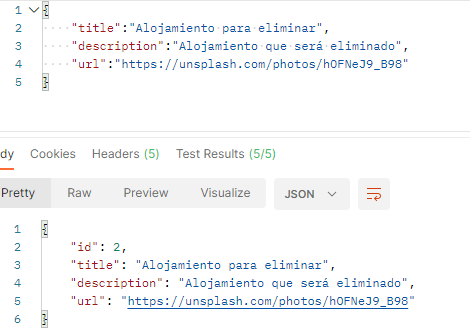 1 {
2 "title":"Alojamiento para eliminar",
3 "description":"Alojamiento que será eliminado",
4 "url":"https://unsplash.com/photos/hOFNeJ9_B98"
5 }
dy Cookies Headers (5) Test Results (5/5)
Pretty Raw Preview Visualize JSON
1 {
2 "id": 2,
3 "title": "Alojamiento para eliminar",
4 "description": "Alojamiento que será eliminado",
5 "url": "https://unsplash.com/photos/hOFNeJ9_B98"
6 }